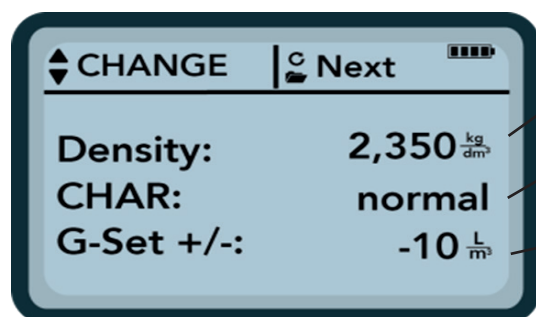 CHANGE Next
Density: 2,350 kg/dm³
CHAR: normal
G-Set +/-: -10 L/m³